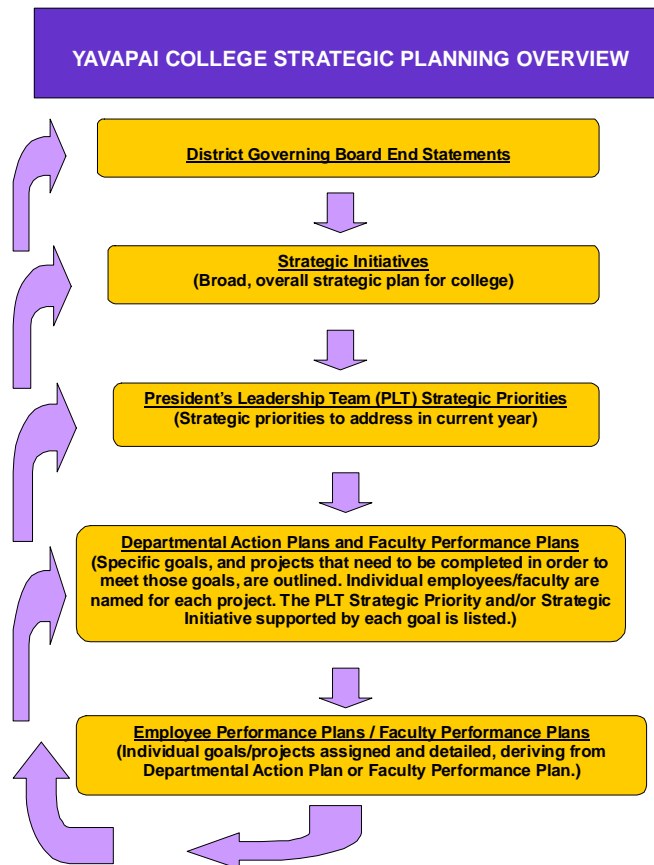 YAVAPAI COLLEGE STRATEGIC PLANNING OVERVIEW
District Governing Board End Statements
Strategic Initiatives
(Broad, overall strategic plan for college)
President's Leadership Team (PLT) Strategic Priorities
(Strategic priorities to address in current year)
Departmental Action Plans and Faculty Performance Plans
(Specific goals, and projects that need to be completed in order to
meet those goals, are outlined. Individual employees/faculty are
named for each project. The PLT Strategic Priority and/or Strategic
Initiative supported by each goal is listed.)
Employee Performance Plans / Faculty Performance Plans
(Individual goals/projects assigned and detailed, deriving from
Departmental Action Plan or Faculty Performance Plan.)